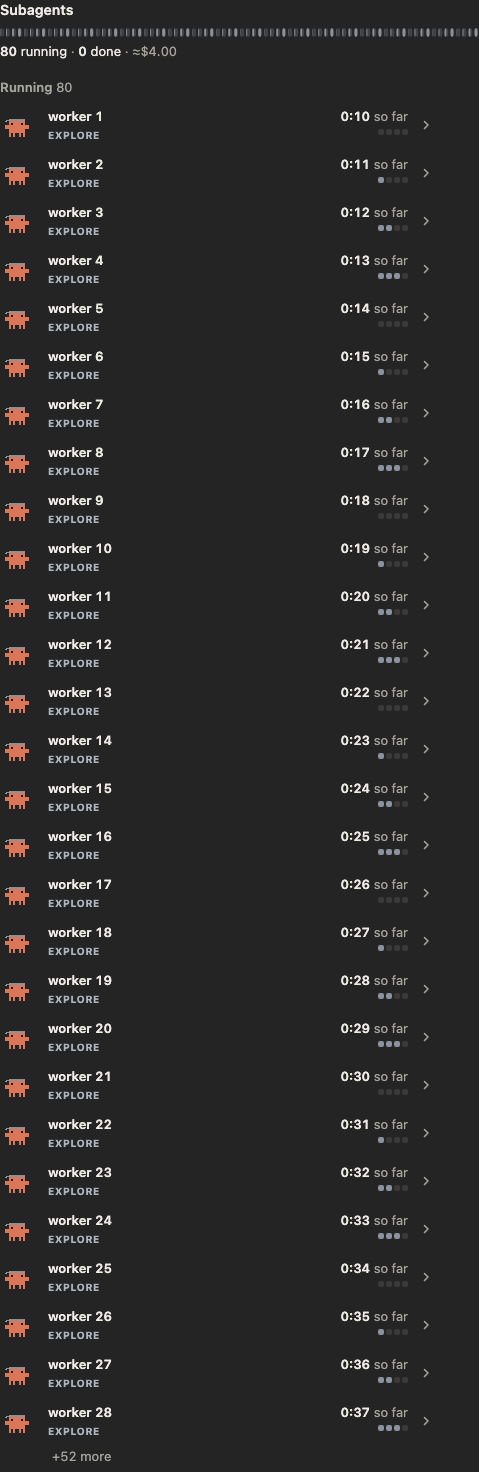 Subagents
80 running · 0 done · ≈$4.00
Running 80
worker 1 0:10 so far
EXPLORE
worker 2 0:11 so far
EXPLORE
worker 3 0:12 so far
EXPLORE
worker 4 0:13 so far
EXPLORE
worker 5 0:14 so far
EXPLORE
worker 6 0:15 so far
EXPLORE
worker 7 0:16 so far
EXPLORE
worker 8 0:17 so far
EXPLORE
worker 9 0:18 so far
EXPLORE
worker 10 0:19 so far
EXPLORE
worker 11 0:20 so far
EXPLORE
worker 12 0:21 so far
EXPLORE
worker 13 0:22 so far
EXPLORE
worker 14 0:23 so far
EXPLORE
worker 15 0:24 so far
EXPLORE
worker 16 0:25 so far
EXPLORE
worker 17 0:26 so far
EXPLORE
worker 18 0:27 so far
EXPLORE
worker 19 0:28 so far
EXPLORE
worker 20 0:29 so far
EXPLORE
worker 21 0:30 so far
EXPLORE
worker 22 0:31 so far
EXPLORE
worker 23 0:32 so far
EXPLORE
worker 24 0:33 so far
EXPLORE
worker 25 0:34 so far
EXPLORE
worker 26 0:35 so far
EXPLORE
worker 27 0:36 so far
EXPLORE
worker 28 0:37 so far
EXPLORE
+52 more